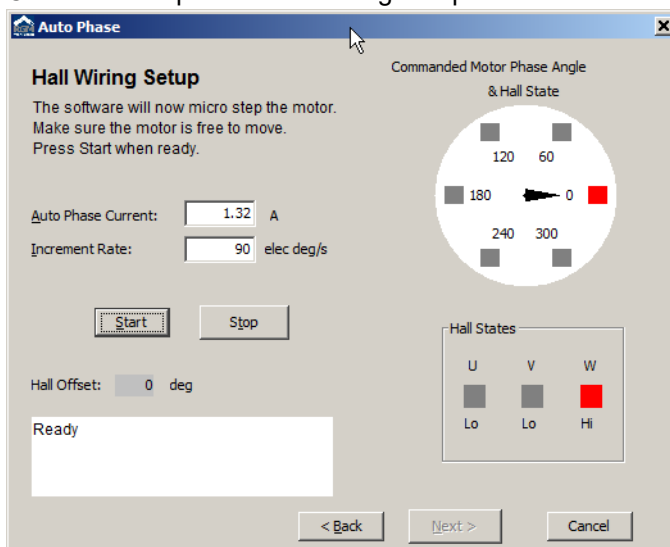 Auto Phase
Hall Wiring Setup
The software will now micro step the motor.
Make sure the motor is free to move.
Press Start when ready.
Auto Phase Current: 1.32 A
Increment Rate: 90 elec deg/s
Start Stop
Hall Offset: 0 deg
Ready
Commanded Motor Phase Angle
& Hall State
120 60
180 0
240 300
Hall States
U V W
Lo Lo Hi
< Back Next > Cancel